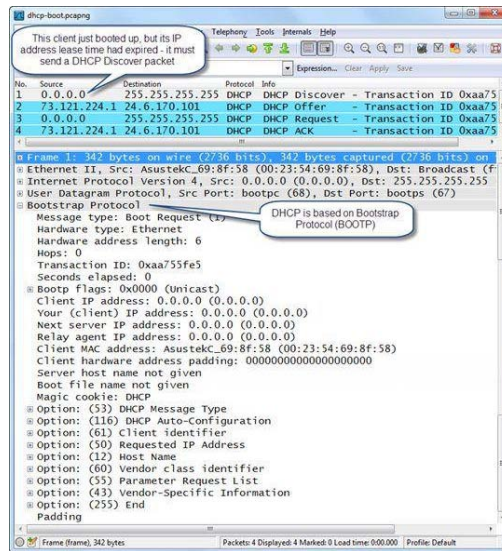 dhcp-boot.pcapng
This client just booted up, but its IP
address lease time had expired - it must
send a DHCP Discover packet
Telephony Tools Internals Help
Expression... Clear Apply Save
No. Source Destination Protocol Info
1 0.0.0.0 255.255.255.255 DHCP DHCP Discover - Transaction ID 0xaa75
2 73.121.224.1 24.6.170.101 DHCP DHCP Offer - Transaction ID 0xaa75
3 0.0.0.0 255.255.255.255 DHCP DHCP Request - Transaction ID 0xaa75
4 73.121.224.1 24.6.170.101 DHCP DHCP ACK - Transaction ID 0xaa75
Frame 1: 342 bytes on wire (2736 bits), 342 bytes captured (2736 bits) on
Ethernet II, Src: AsustekC_69:8f:58 (00:23:54:69:8f:58), Dst: Broadcast (f
Internet Protocol Version 4, Src: 0.0.0.0 (0.0.0.0), Dst: 255.255.255.255
User Datagram Protocol, Src Port: bootpc (68), Dst Port: bootps (67)
Bootstrap Protocol
DHCP is based on Bootstrap
Protocol (BOOTP)
Message type: Boot Request (1)
Hardware type: Ethernet
Hardware address length: 6
Hops: 0
Transaction ID: 0xaa755fe5
Seconds elapsed: 0
Bootp flags: 0x0000 (Unicast)
Client IP address: 0.0.0.0 (0.0.0.0)
Your (client) IP address: 0.0.0.0 (0.0.0.0)
Next server IP address: 0.0.0.0 (0.0.0.0)
Relay agent IP address: 0.0.0.0 (0.0.0.0)
Client MAC address: AsustekC_69:8f:58 (00:23:54:69:8f:58)
Client hardware address padding: 00000000000000000000
Server host name not given
Boot file name not given
Magic cookie: DHCP
Option: (53) DHCP Message Type
Option: (116) DHCP Auto-Configuration
Option: (61) Client identifier
Option: (50) Requested IP Address
Option: (12) Host Name
Option: (60) Vendor class identifier
Option: (55) Parameter Request List
Option: (43) Vendor-Specific Information
Option: (255) End
Padding
Frame (frame), 342 bytes Packets: 4 Displayed: 4 Marked: 0 Load time: 0:00.000 Profile: Default